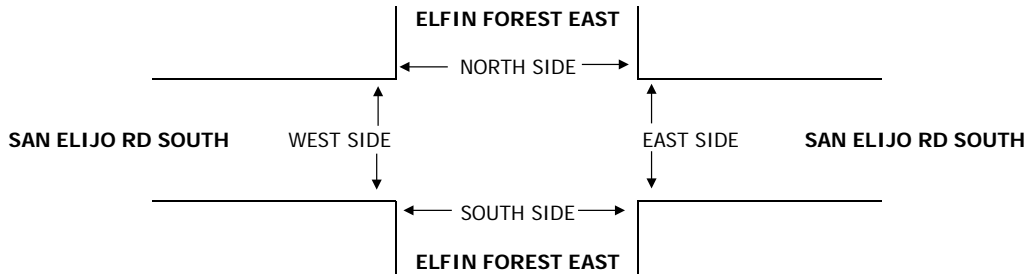 ELFIN FOREST EAST
NORTH SIDE
SAN ELIJO RD SOUTH
WEST SIDE
EAST SIDE
SAN ELIJO RD SOUTH
SOUTH SIDE
ELFIN FOREST EAST